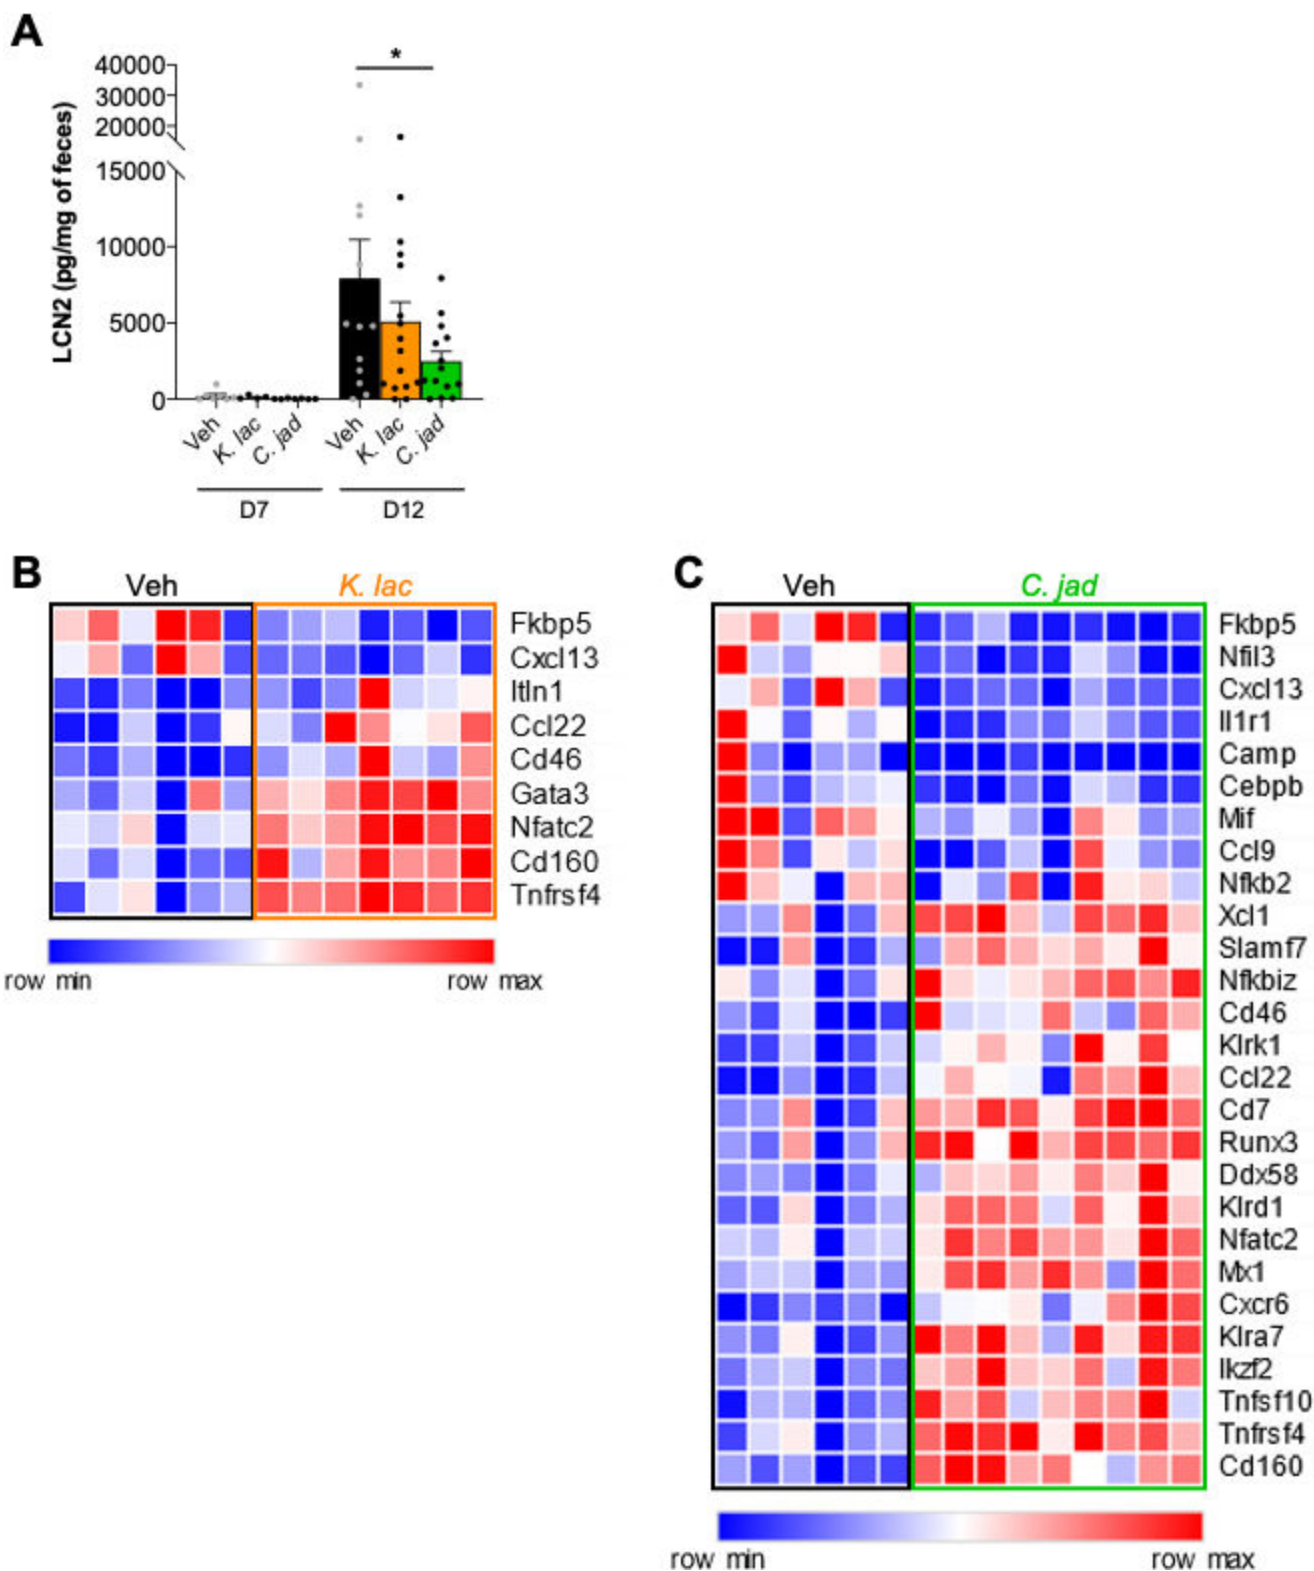 A
*
40000
30000
20000
15000
10000
5000
0
LCN2 (pg/mg of feces)
Veh
K. lac
C. jad
Veh
K. lac
C. jad
D7
D12
B
Veh
K. lac
Fkbp5
Cxcl13
Itln1
Ccl22
Cd46
Gata3
Nfatc2
Cd160
Tnfrsf4
row min
row max
C
Veh
C. jad
Fkbp5
Nfil3
Cxcl13
Il1r1
Camp
Cebpb
Mif
Ccl9
Nfkb2
Xcl1
Slamf7
Nfkbiz
Cd46
Klrk1
Ccl22
Cd7
Runx3
Ddx58
Klrd1
Nfatc2
Mx1
Cxcr6
Klra7
Ikzf2
Tnfsf10
Tnfrsf4
Cd160
row min
row max